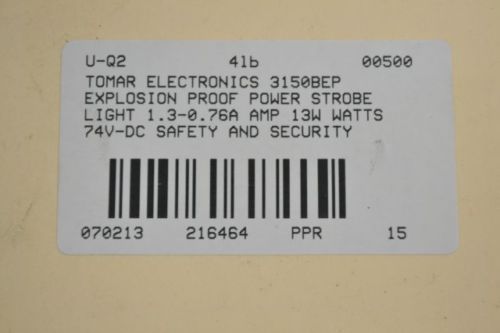 U-Q2 41b 00500
TOMAR ELECTRONICS 3150BEP
EXPLOSION PROOF POWER STROBE
LIGHT 1.3-0.76A AMP 13W WATTS
74V-DC SAFETY AND SECURITY
070213 216464 PPR 15